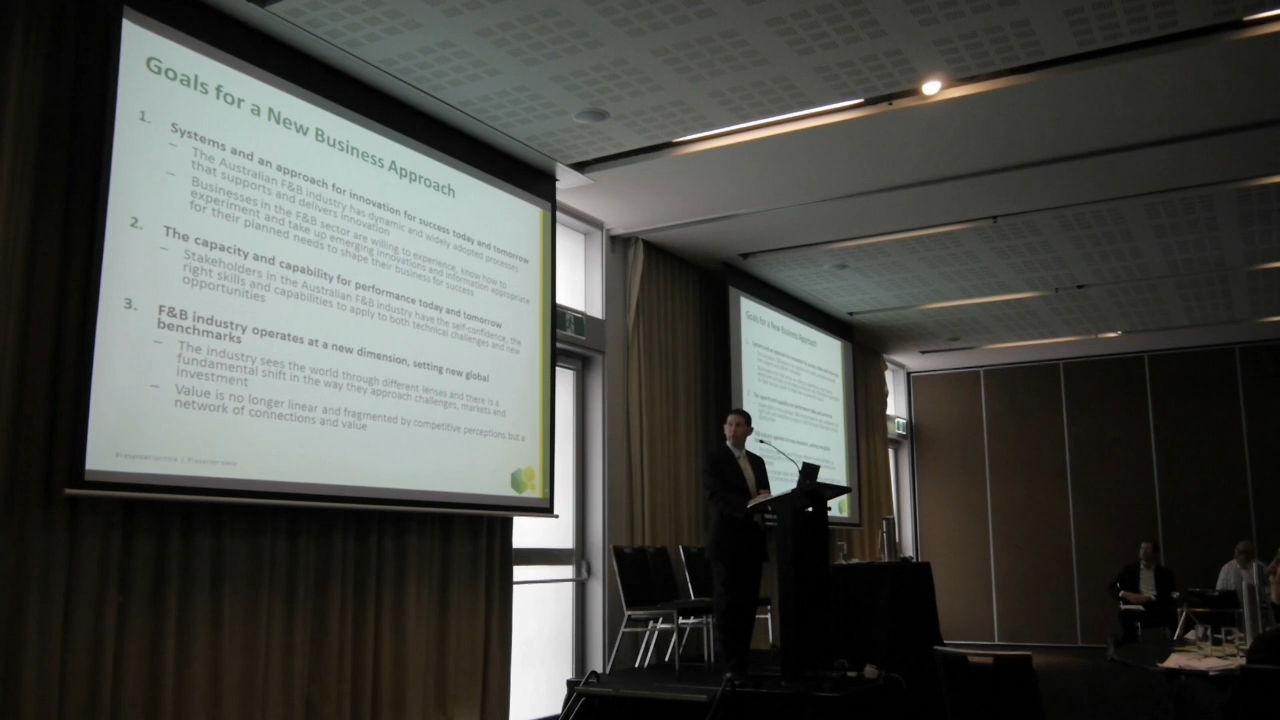 Goals for a New Business Approach
1. Systems and an approach for innovation for success today and tomorrow
– The Australian F&B industry has dynamic and widely adopted processes
that supports and delivers innovation
– Businesses in the F&B sector are willing to experience, know how to
experiment and take up emerging innovations and information appropriate
for their planned needs to shape their business for success
2. The capacity and capability for performance today and tomorrow
– Stakeholders in the Australian F&B industry have the self-confidence, the
right skills and capabilities to apply to both technical challenges and new
opportunities
3. F&B industry operates at a new dimension, setting new global
benchmarks
– The industry sees the world through different lenses and there is a
fundamental shift in the way they approach challenges, markets and
investment
– Value is no longer linear and fragmented by competitive perceptions but a
network of connections and value
Presentation title | Presenter name
Goals for a New Business Approach